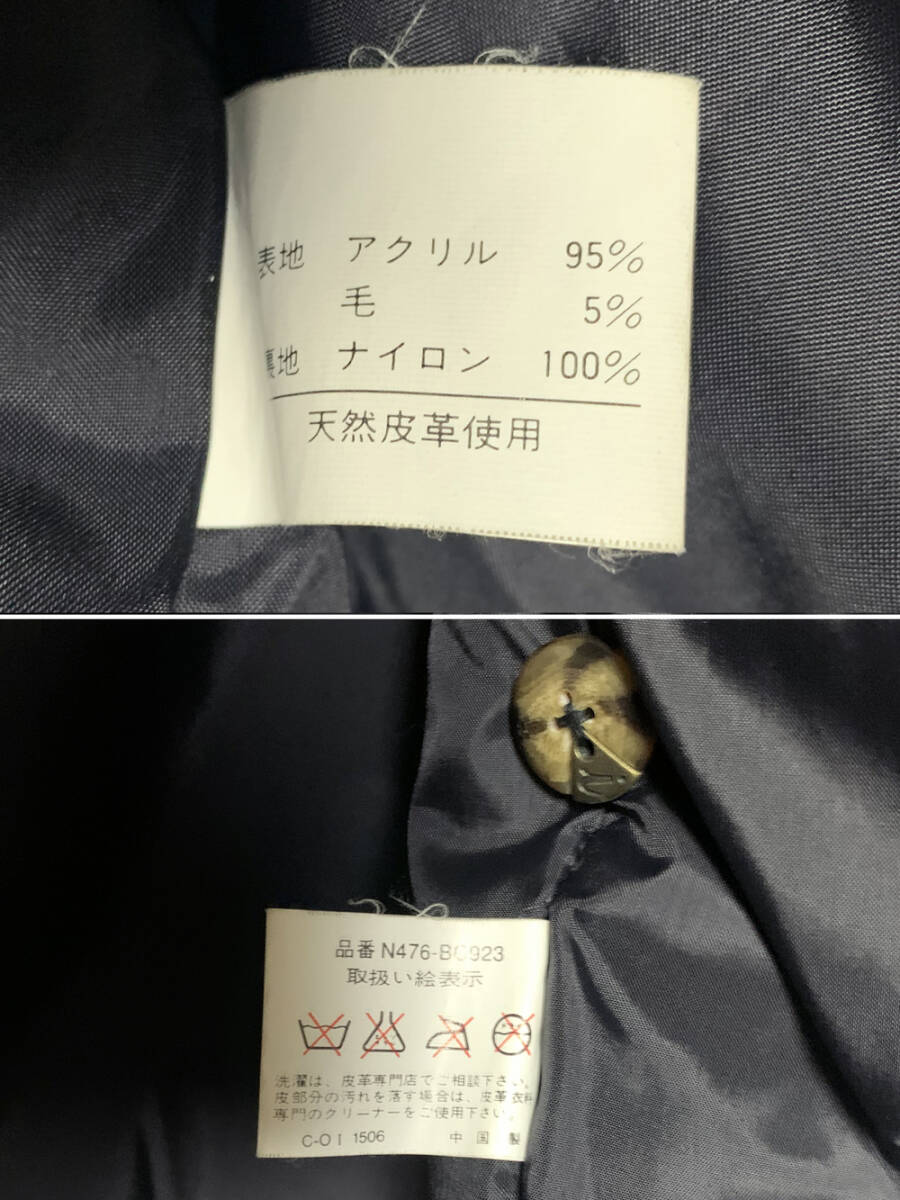 表地 アクリル 95%
毛 5%
裏地 ナイロン 100%
天然皮革使用
品番 N476-BC923
取扱い絵表示
洗濯は、皮革専門店でご相談下さい。
皮部分の汚れを落す場合は、皮革衣料
専門のクリーナーをご使用下さい。
C-01 1506 中国製